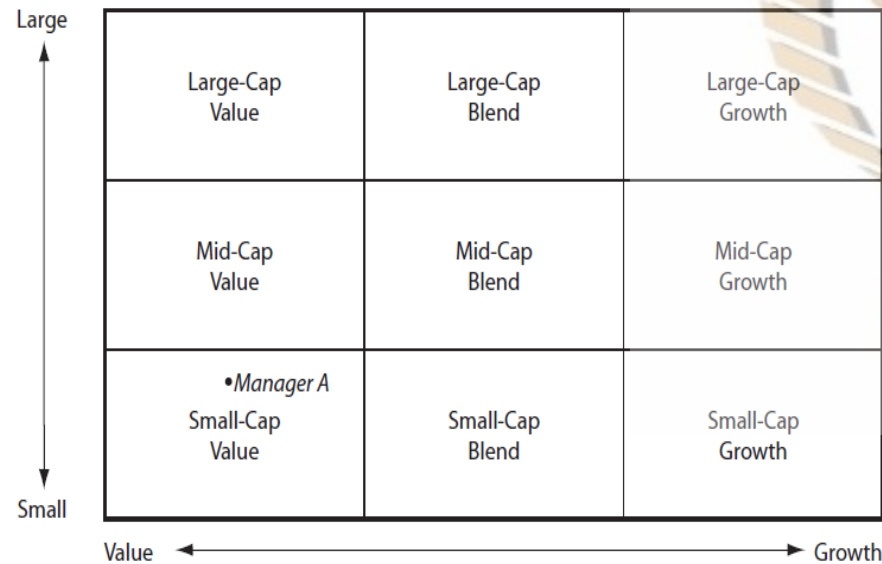 Large
Large-Cap
Value
Large-Cap
Blend
Large-Cap
Growth
Mid-Cap
Value
Mid-Cap
Blend
Mid-Cap
Growth
•Manager A
Small-Cap
Value
Small-Cap
Blend
Small-Cap
Growth
Small
Value
Growth